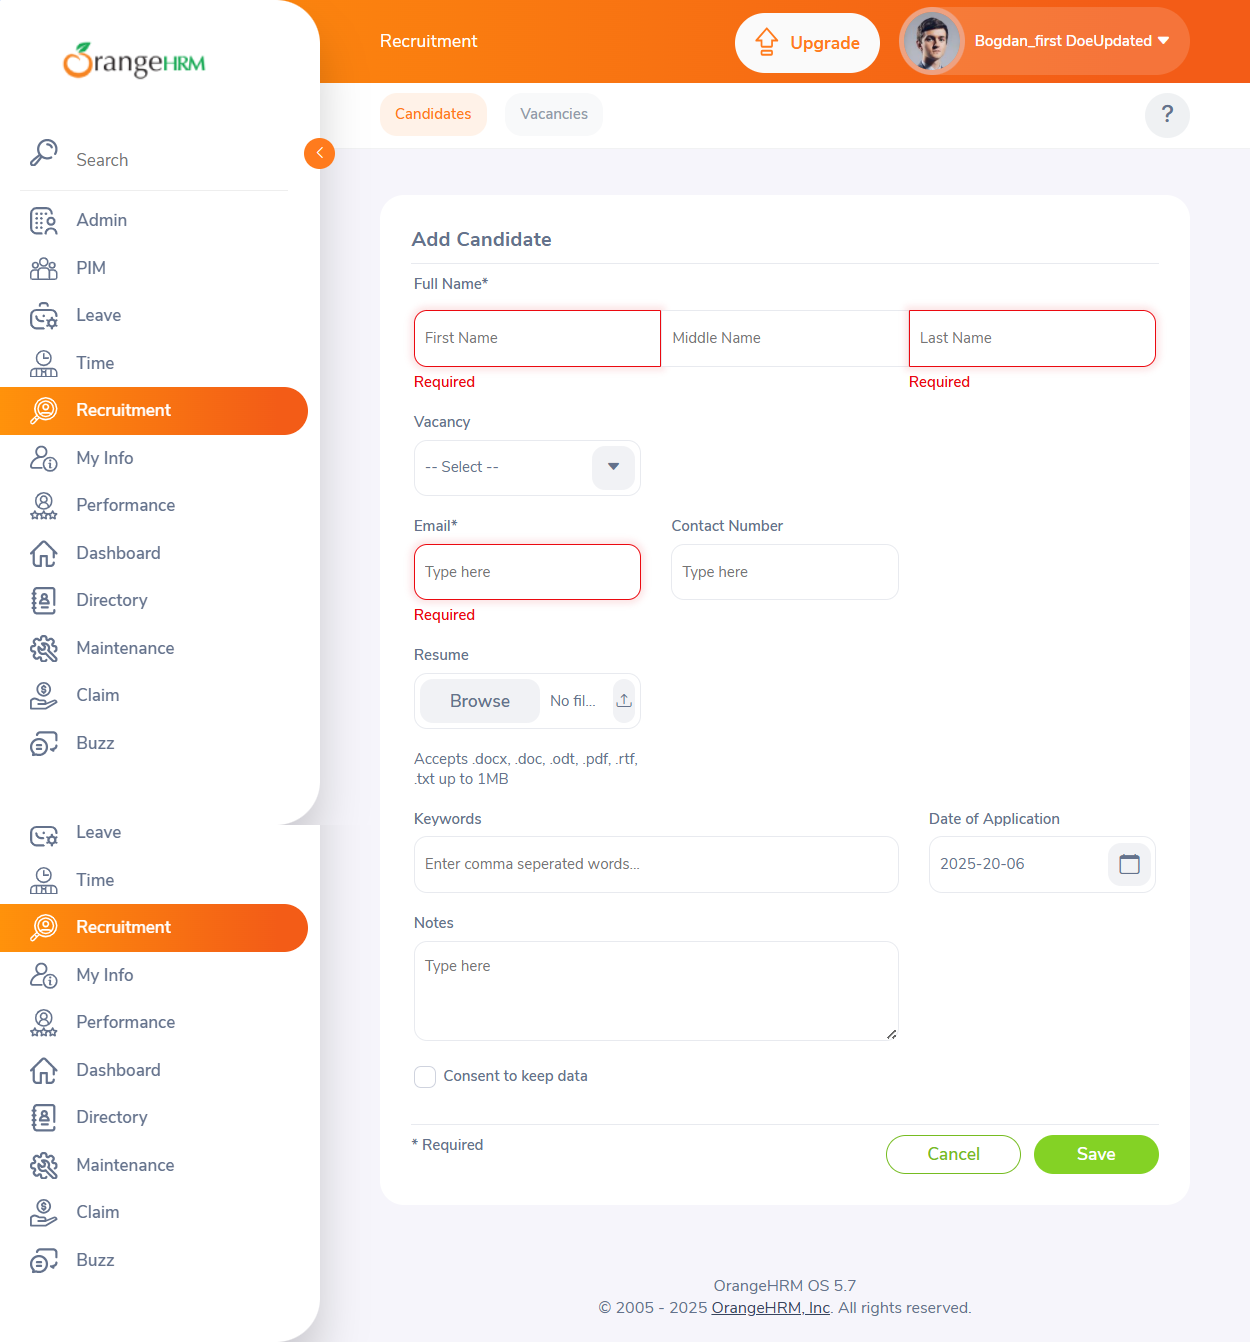 OrangeHRM
Search
Admin
PIM
Leave
Time
Recruitment
My Info
Performance
Dashboard
Directory
Maintenance
Claim
Buzz
Leave
Time
Recruitment
My Info
Performance
Dashboard
Directory
Maintenance
Claim
Buzz
Recruitment
Upgrade
Bogdan_first DoeUpdated
Candidates
Vacancies
?
Add Candidate
Full Name*
First Name
Middle Name
Last Name
Required
Required
Vacancy
-- Select --
Email*
Contact Number
Type here
Type here
Required
Resume
Browse
No fil...
Accepts .docx, .doc, .odt, .pdf, .rtf,
.txt up to 1MB
Keywords
Date of Application
Enter comma seperated words...
2025-20-06
Notes
Type here
Consent to keep data
* Required
Cancel
Save
OrangeHRM OS 5.7
© 2005 - 2025 OrangeHRM, Inc. All rights reserved.